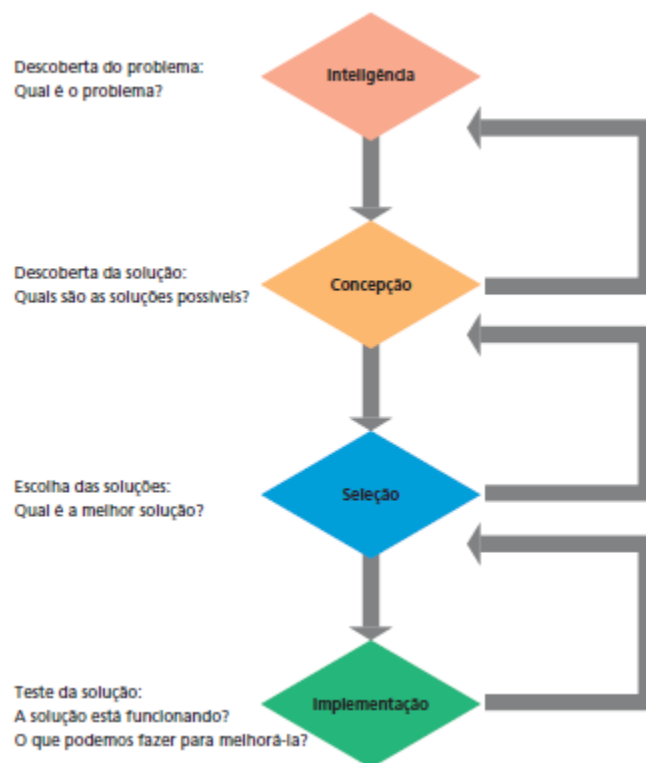 Descoberta do problema:
Qual é o problema?
Inteligência
Descoberta da solução:
Quais são as soluções possíveis?
Concepção
Escolha das soluções:
Qual é a melhor solução?
Seleção
Teste da solução:
A solução está funcionando?
O que podemos fazer para melhorá-la?
Implementação